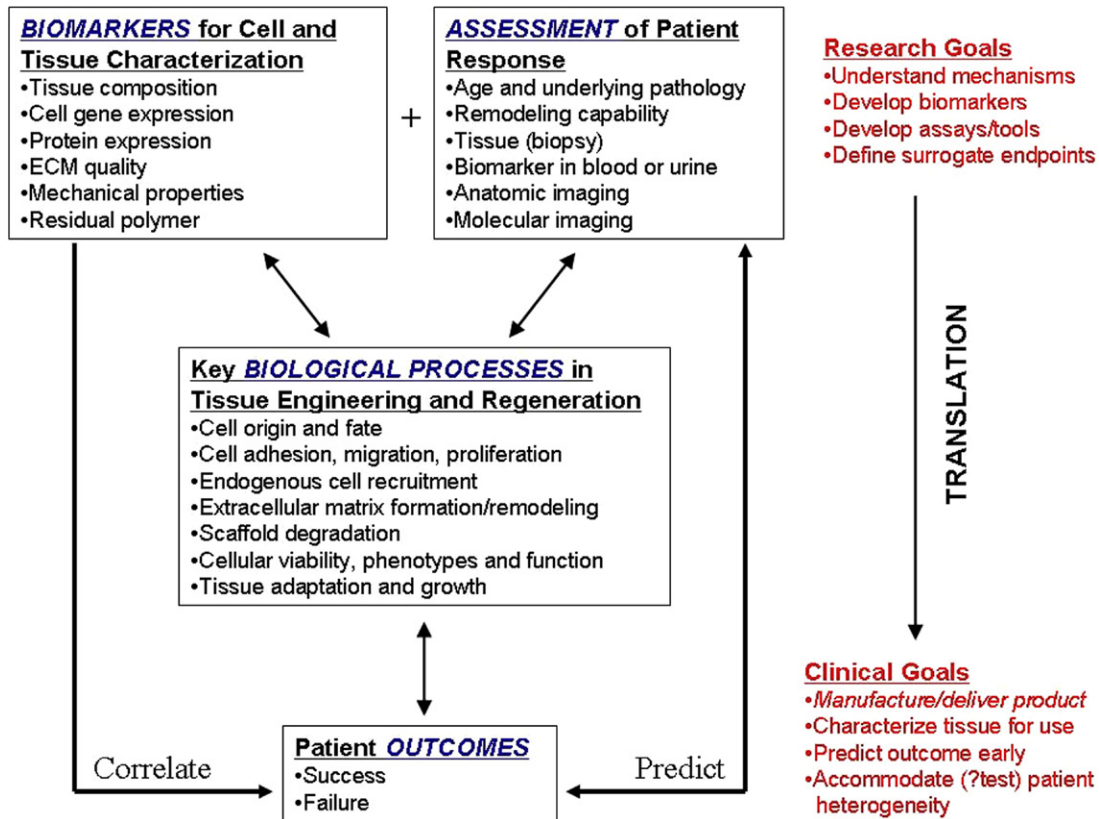 BIOMARKERS for Cell and
Tissue Characterization
•Tissue composition
•Cell gene expression
•Protein expression
•ECM quality
•Mechanical properties
•Residual polymer
+
ASSESSMENT of Patient
Response
•Age and underlying pathology
•Remodeling capability
•Tissue (biopsy)
•Biomarker in blood or urine
•Anatomic imaging
•Molecular imaging
Research Goals
•Understand mechanisms
•Develop biomarkers
•Develop assays/tools
•Define surrogate endpoints
TRANSLATION
Key BIOLOGICAL PROCESSES in
Tissue Engineering and Regeneration
•Cell origin and fate
•Cell adhesion, migration, proliferation
•Endogenous cell recruitment
•Extracellular matrix formation/remodeling
•Scaffold degradation
•Cellular viability, phenotypes and function
•Tissue adaptation and growth
Correlate
Patient OUTCOMES
•Success
•Failure
Predict
Clinical Goals
•Manufacture/deliver product
•Characterize tissue for use
•Predict outcome early
•Accommodate (?test) patient
heterogeneity